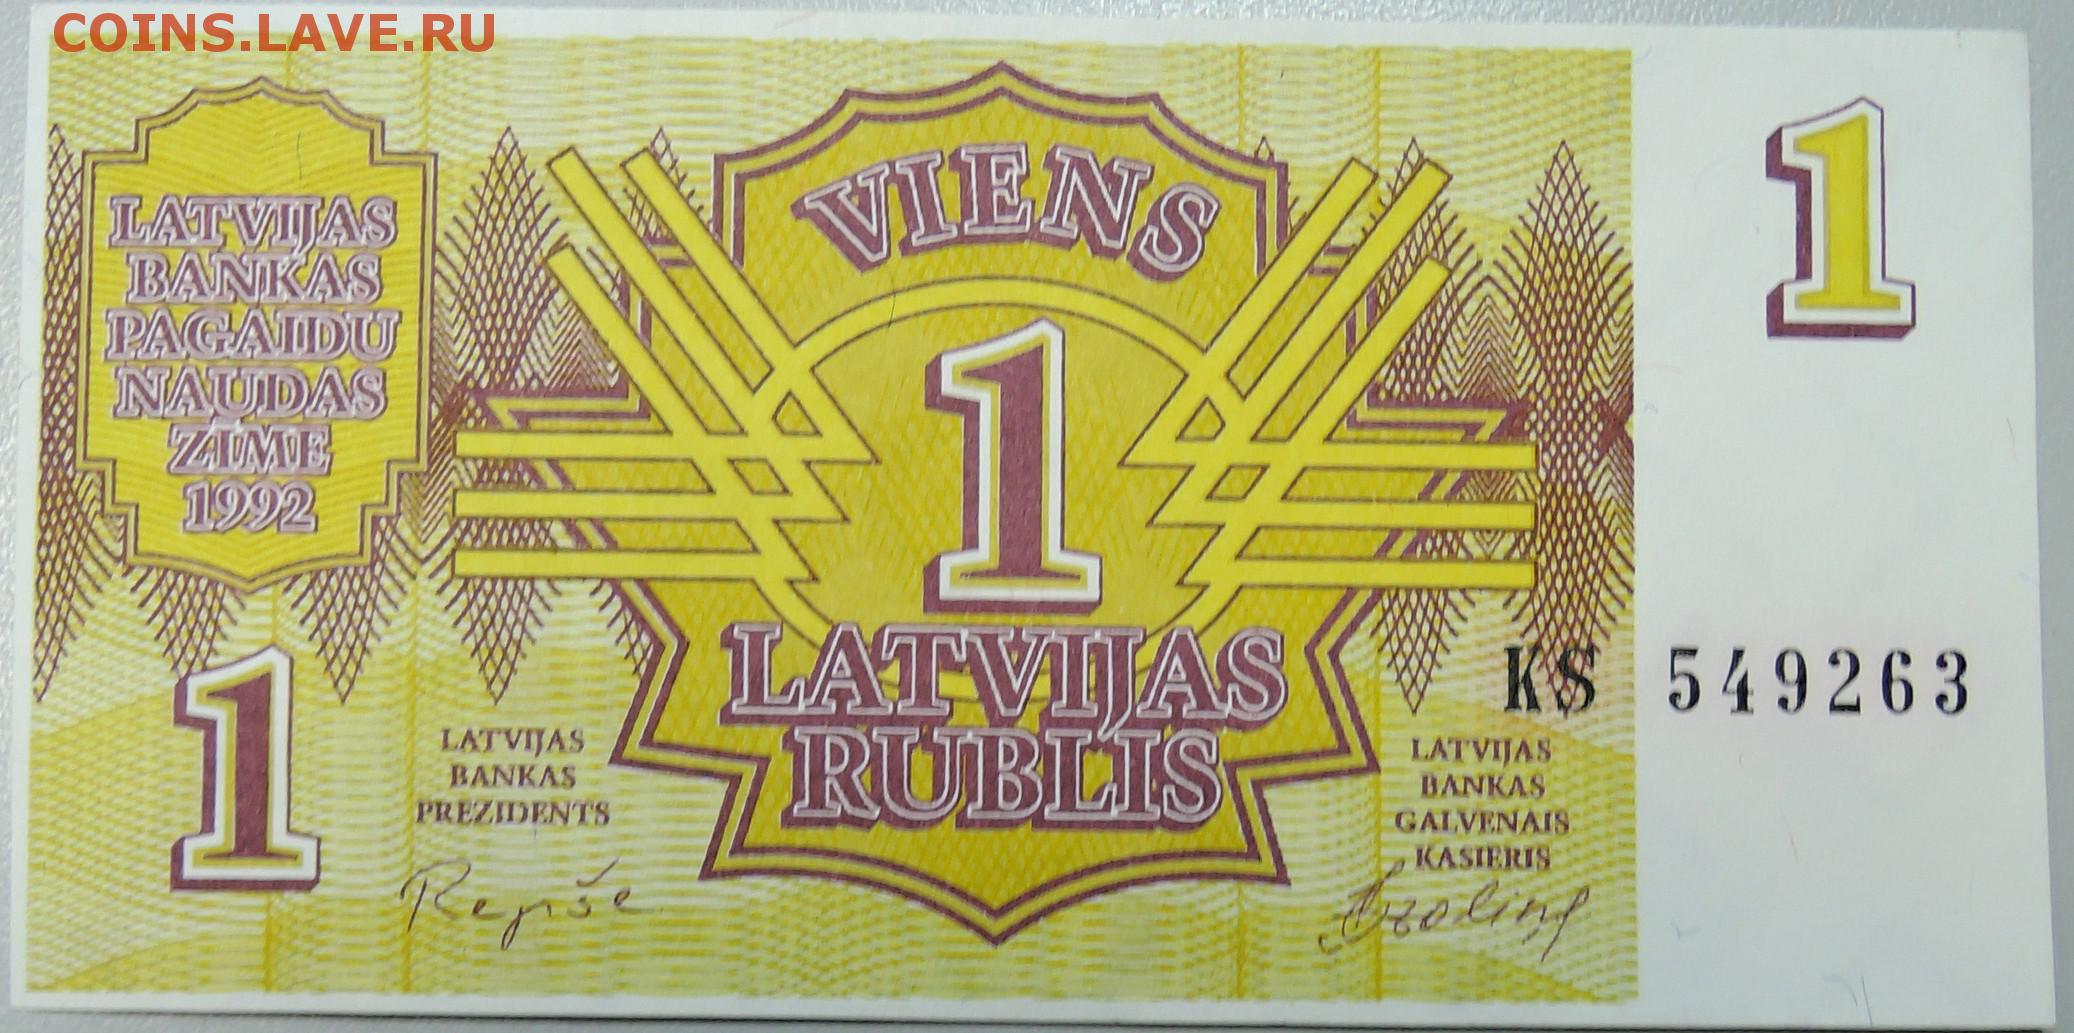 COINS.LAVE.RU
LATVIJAS
BANKAS
PAGAIDU
NAUDAS
ZĪME
1992
VIENS
1
LATVIJAS
RUBLIS
1
1
KS 549263
LATVIJAS
BANKAS
PREZIDENTS
Repše
LATVIJAS
BANKAS
GALVENAIS
KASIERIS